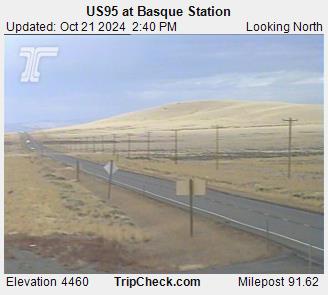 US95 at Basque Station
Updated: Oct 21 2024 2:40 PM Looking North
Elevation 4460 TripCheck.com Milepost 91.62